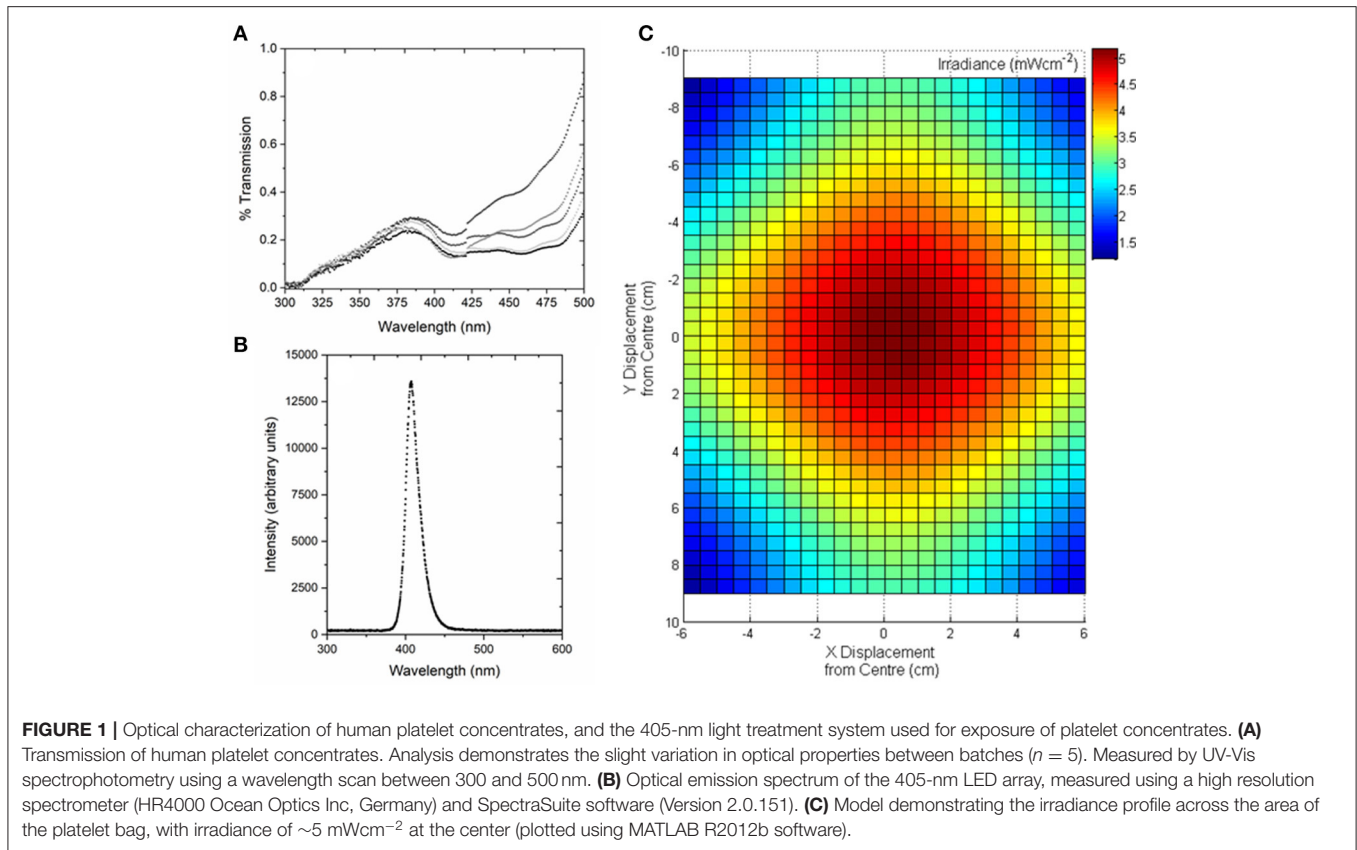 A
1.0
0.8
0.6
0.4
0.2
0.0
% Transmission
300 325 350 375 400 425 450 475 500
Wavelength (nm)
B
15000
12500
10000
7500
5000
2500
0
Intensity (arbitrary units)
300 400 500 600
Wavelength (nm)
C
-10
-8
-6
-4
-2
0
2
4
6
8
10
Y Displacement
from Centre (cm)
Irradiance (mWcm-2)
5
4.5
4
3.5
3
2.5
2
1.5
-6 -4 -2 0 2 4 6
X Displacement
from Centre (cm)
FIGURE 1 | Optical characterization of human platelet concentrates, and the 405-nm light treatment system used for exposure of platelet concentrates. (A)
Transmission of human platelet concentrates. Analysis demonstrates the slight variation in optical properties between batches (n = 5). Measured by UV-Vis
spectrophotometry using a wavelength scan between 300 and 500 nm. (B) Optical emission spectrum of the 405-nm LED array, measured using a high resolution
spectrometer (HR4000 Ocean Optics Inc, Germany) and SpectraSuite software (Version 2.0.151). (C) Model demonstrating the irradiance profile across the area of
the platelet bag, with irradiance of ~5 mWcm−2 at the center (plotted using MATLAB R2012b software).